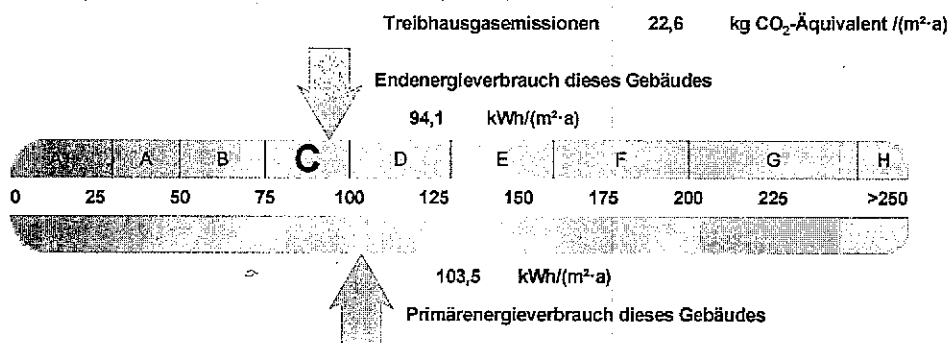 Treibhausgasemissionen 22,6 kg CO₂-Äquivalent /(m²·a)
Endenergieverbrauch dieses Gebäudes
94,1 kWh/(m²·a)
A+ A B C D E F G H
0 25 50 75 100 125 150 175 200 225 >250
103,5 kWh/(m²·a)
Primärenergieverbrauch dieses Gebäudes